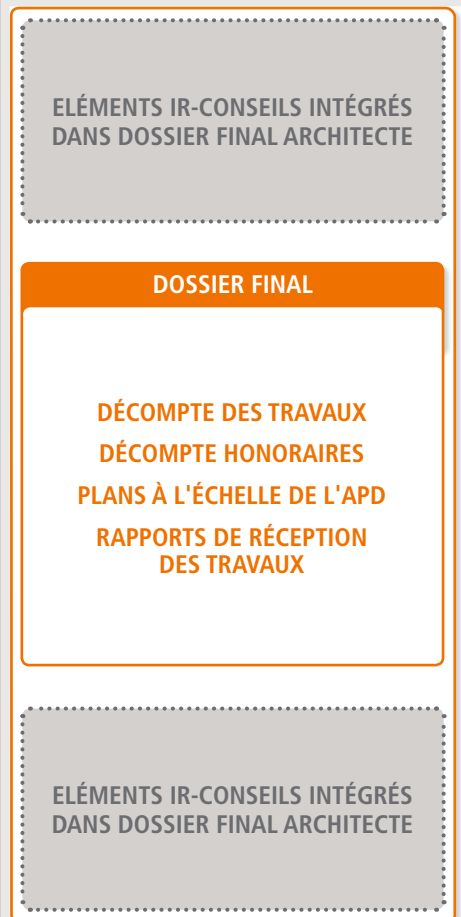 ELÉMENTS IR-CONSEILS INTÉGRÉS
DANS DOSSIER FINAL ARCHITECTE
DOSSIER FINAL
DÉCOMPTE DES TRAVAUX
DÉCOMPTE HONORAIRES
PLANS À L'ÉCHELLE DE L'APD
RAPPORTS DE RÉCEPTION
DES TRAVAUX
ELÉMENTS IR-CONSEILS INTÉGRÉS
DANS DOSSIER FINAL ARCHITECTE